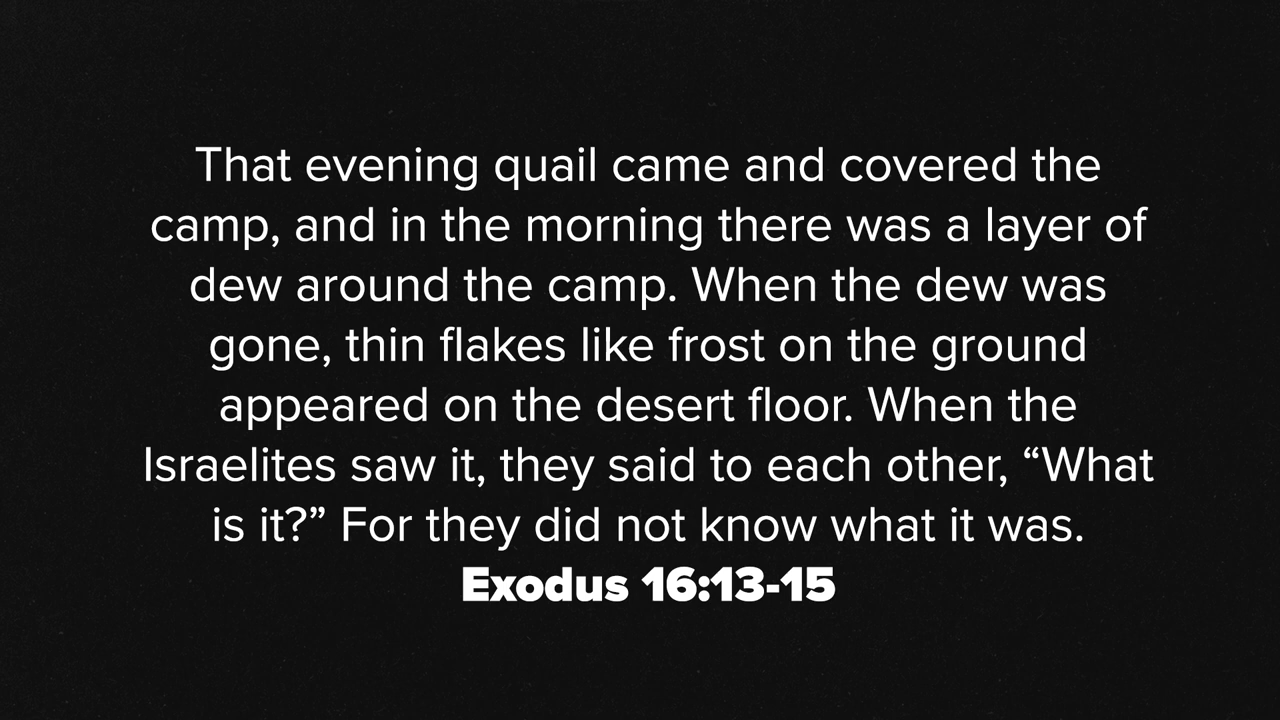 That evening quail came and covered the
camp, and in the morning there was a layer of
dew around the camp. When the dew was
gone, thin flakes like frost on the ground
appeared on the desert floor. When the
Israelites saw it, they said to each other, “What
is it?” For they did not know what it was.
Exodus 16:13-15